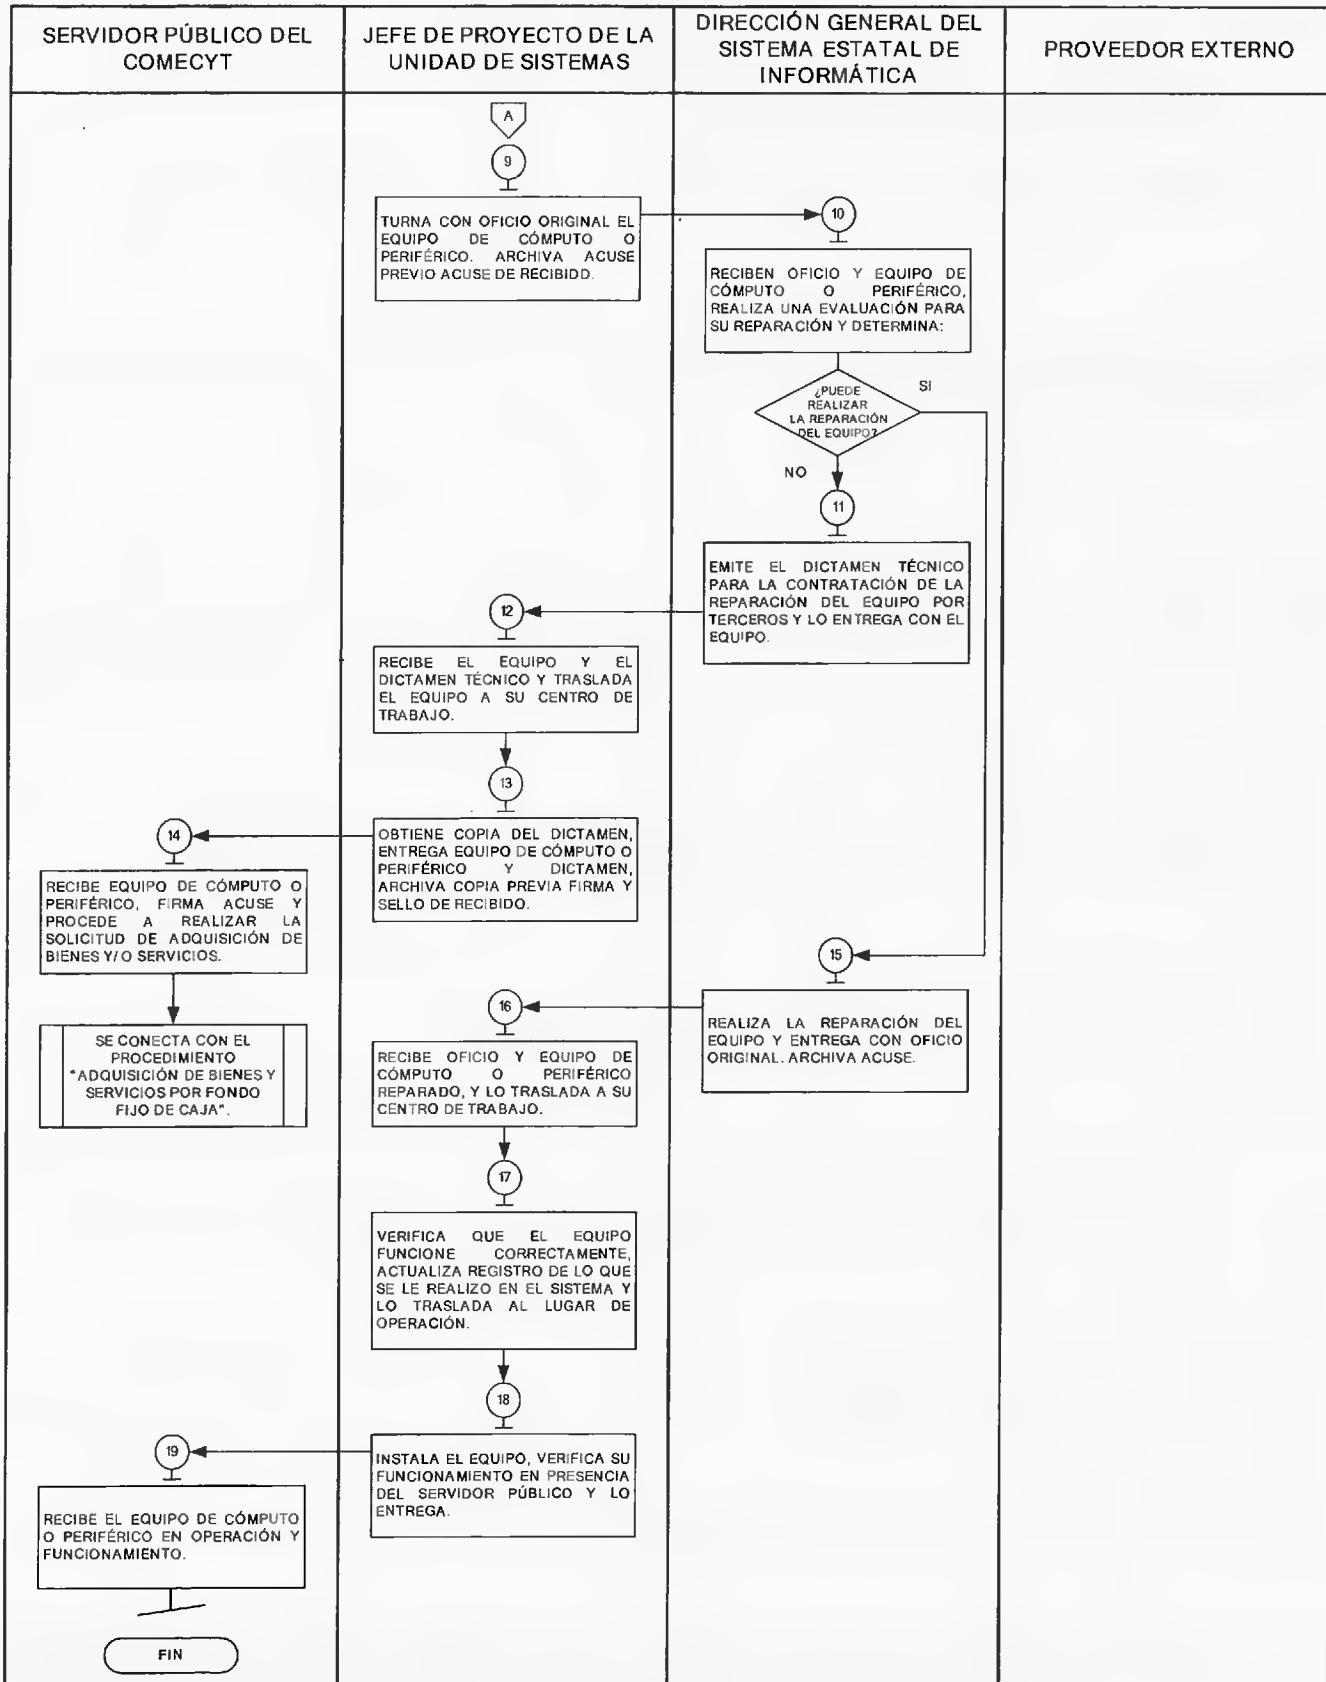 SERVIDOR PÚBLICO DEL
COMECYT
JEFE DE PROYECTO DE LA
UNIDAD DE SISTEMAS
DIRECCIÓN GENERAL DEL
SISTEMA ESTATAL DE
INFORMÁTICA
PROVEEDOR EXTERNO
A
9
TURNA CON OFICIO ORIGINAL EL
EQUIPO DE CÓMPUTO O
PERIFÉRICO. ARCHIVA ACUSE
PREVIO ACUSE DE RECIBIDD.
10
RECIBEN OFICIO Y EQUIPO DE
CÓMPUTO O PERIFÉRICO,
REALIZA UNA EVALUACIÓN PARA
SU REPARACIÓN Y DETERMINA:
¿PUEDE
REALIZAR
LA REPARACIÓN
DEL EQUIPO?
SI
NO
11
EMITE EL DICTAMEN TÉCNICO
PARA LA CONTRATACIÓN DE LA
REPARACIÓN DEL EQUIPO POR
TERCEROS Y LO ENTREGA CON EL
EQUIPO.
12
RECIBE EL EQUIPO Y EL
DICTAMEN TÉCNICO Y TRASLADA
EL EQUIPO A SU CENTRO DE
TRABAJO.
13
OBTIENE COPIA DEL DICTAMEN,
ENTREGA EQUIPO DE CÓMPUTO O
PERIFÉRICO Y DICTAMEN,
ARCHIVA COPIA PREVIA FIRMA Y
SELLO DE RECIBIDO.
14
RECIBE EQUIPO DE CÓMPUTO O
PERIFÉRICO, FIRMA ACUSE Y
PROCEDE A REALIZAR LA
SOLICITUD DE ADQUISICIÓN DE
BIENES Y/O SERVICIOS.
SE CONECTA CON EL
PROCEDIMIENTO
"ADQUISICIÓN DE BIENES Y
SERVICIOS POR FONDO
FIJO DE CAJA".
15
REALIZA LA REPARACIÓN DEL
EQUIPO Y ENTREGA CON OFICIO
ORIGINAL. ARCHIVA ACUSE.
16
RECIBE OFICIO Y EQUIPO DE
CÓMPUTO O PERIFÉRICO
REPARADO, Y LO TRASLADA A SU
CENTRO DE TRABAJO.
17
VERIFICA QUE EL EQUIPO
FUNCIONE CORRECTAMENTE,
ACTUALIZA REGISTRO DE LO QUE
SE LE REALIZO EN EL SISTEMA Y
LO TRASLADA AL LUGAR DE
OPERACIÓN.
18
INSTALA EL EQUIPO, VERIFICA SU
FUNCIONAMIENTO EN PRESENCIA
DEL SERVIDOR PÚBLICO Y LO
ENTREGA.
19
RECIBE EL EQUIPO DE CÓMPUTO
O PERIFÉRICO EN OPERACIÓN Y
FUNCIONAMIENTO.
FIN